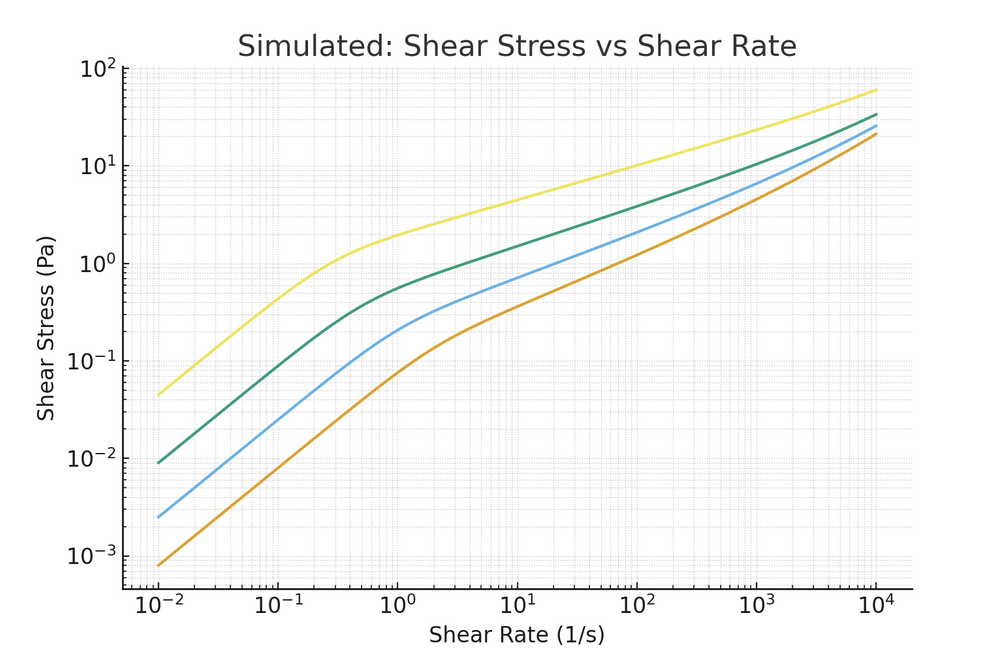 Simulated: Shear Stress vs Shear Rate
Shear Stress (Pa)
10²
10¹
10⁰
10⁻¹
10⁻²
10⁻³
10⁻² 10⁻¹ 10⁰ 10¹ 10² 10³ 10⁴
Shear Rate (1/s)